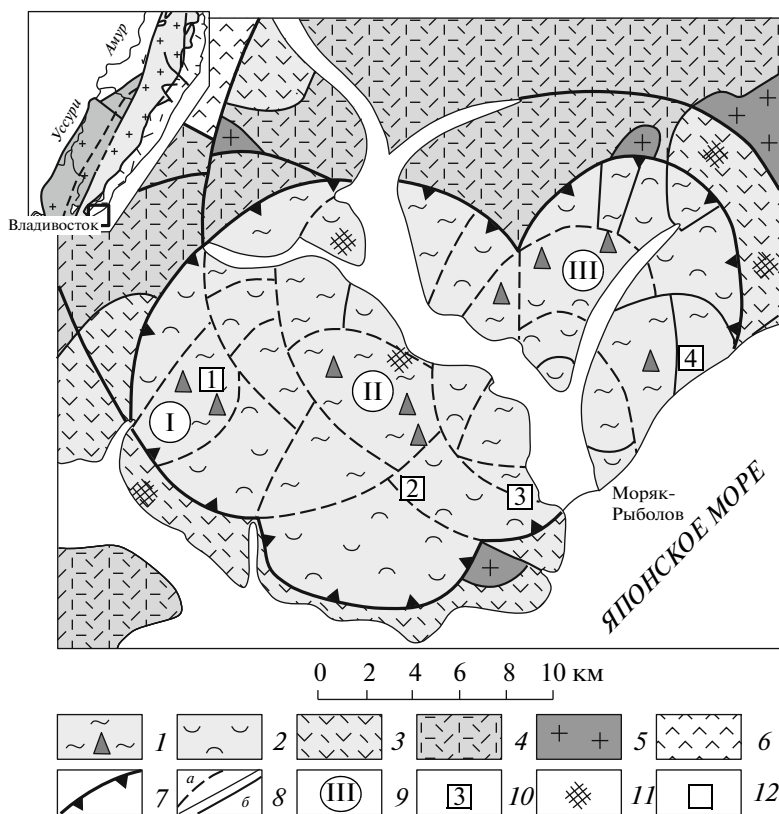 Амур
Уссури
Владивосток
III
1
4
II
I
2
3
Моряк-
Рыболов
ЯПОНСКОЕ МОРЕ
0 2 4 6 8 10 км
1 2 3 4 5 6
7 а б 8 III 9 3 10 11 12